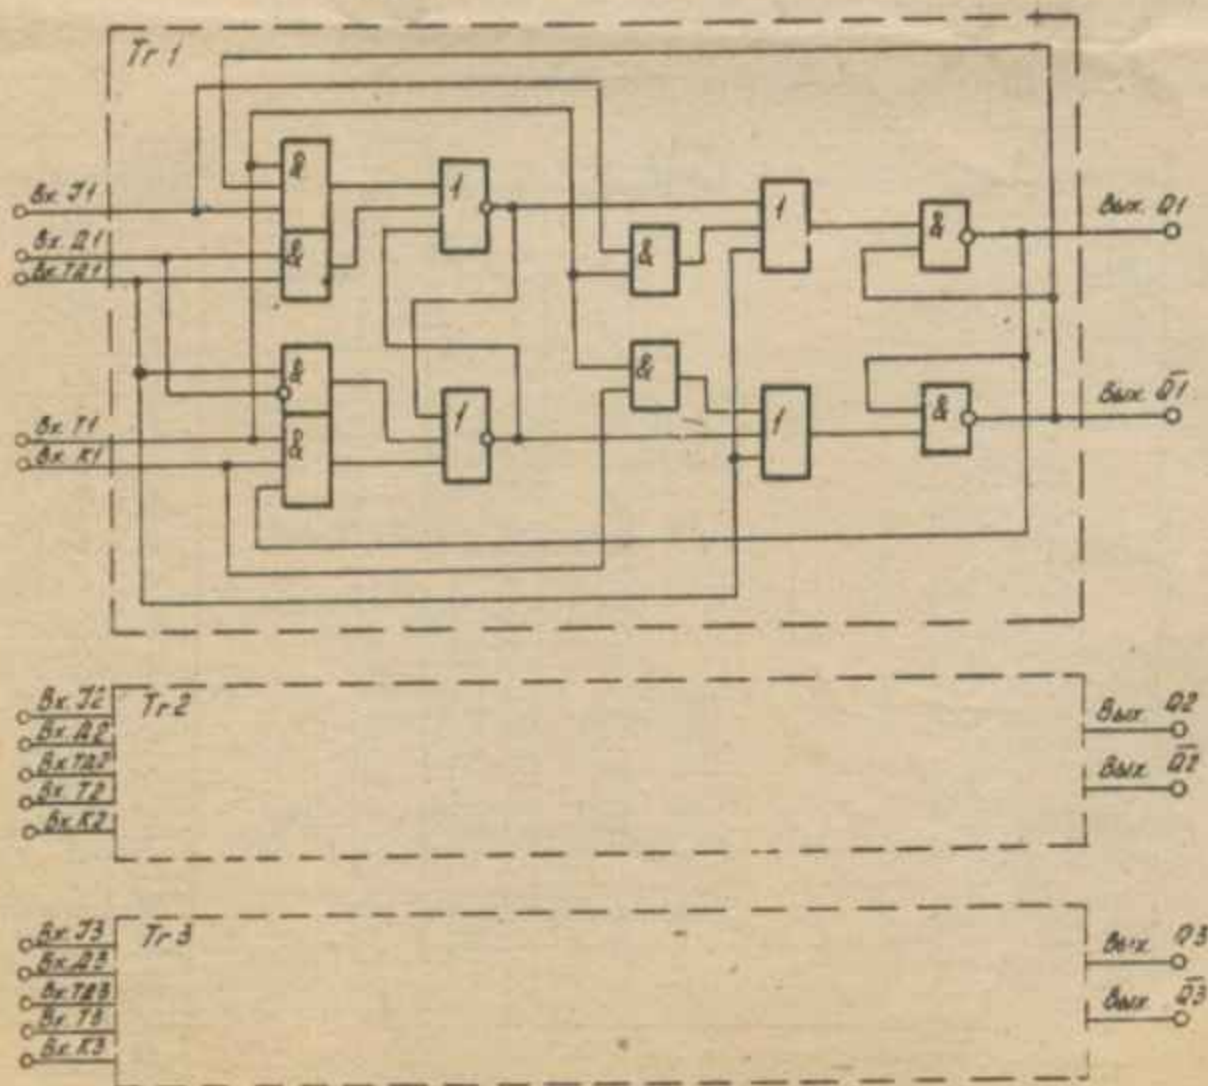 Tr 1
Вх. J1
Вх. Д1
Вх. ТД1
Вх. Т1
Вх. К1
&
&
&
&
1
1
&
&
1
1
&
&
Вых. Q1
Вых. Q̅1̅
Tr 2
Вх. J2
Вх. Д2
Вх. ТД2
Вх. Т2
Вх. К2
Вых. Q2
Вых. Q̅2̅
Tr 3
Вх. J3
Вх. Д3
Вх. ТД3
Вх. Т3
Вх. К3
Вых. Q3
Вых. Q̅3̅